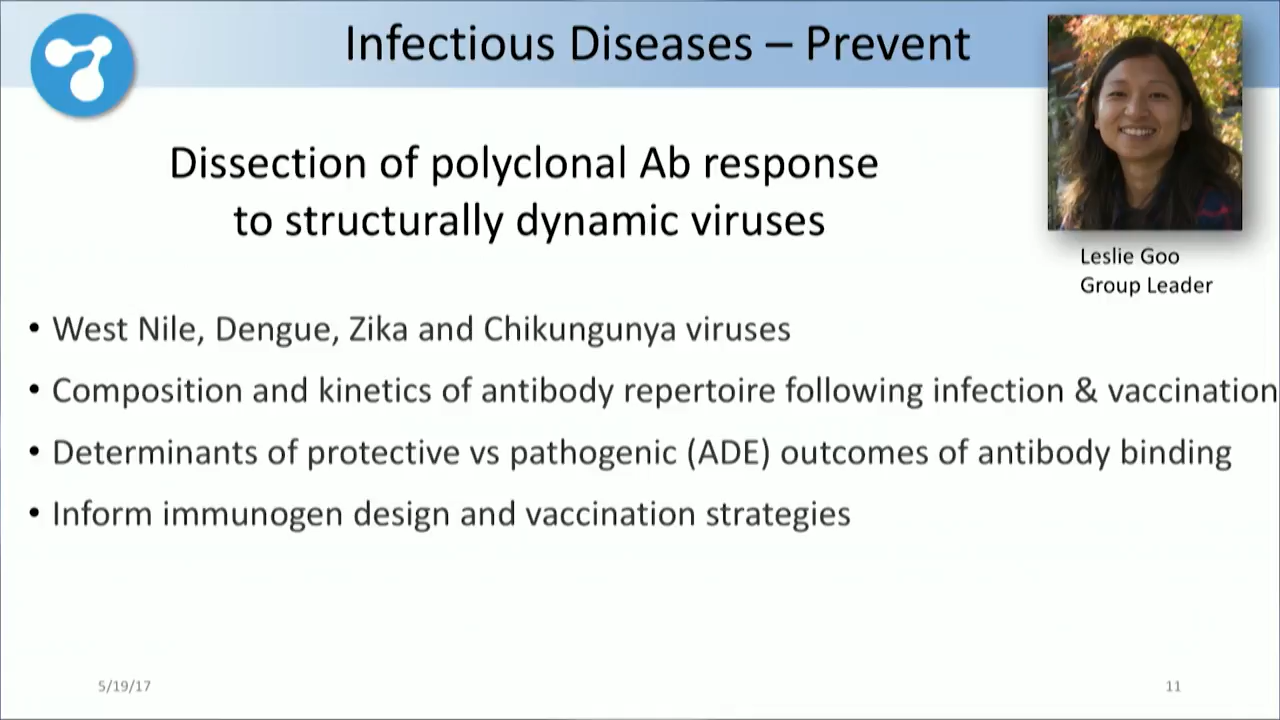 Infectious Diseases – Prevent
Dissection of polyclonal Ab response
to structurally dynamic viruses
Leslie Goo
Group Leader
• West Nile, Dengue, Zika and Chikungunya viruses
• Composition and kinetics of antibody repertoire following infection & vaccination
• Determinants of protective vs pathogenic (ADE) outcomes of antibody binding
• Inform immunogen design and vaccination strategies
5/19/17
11